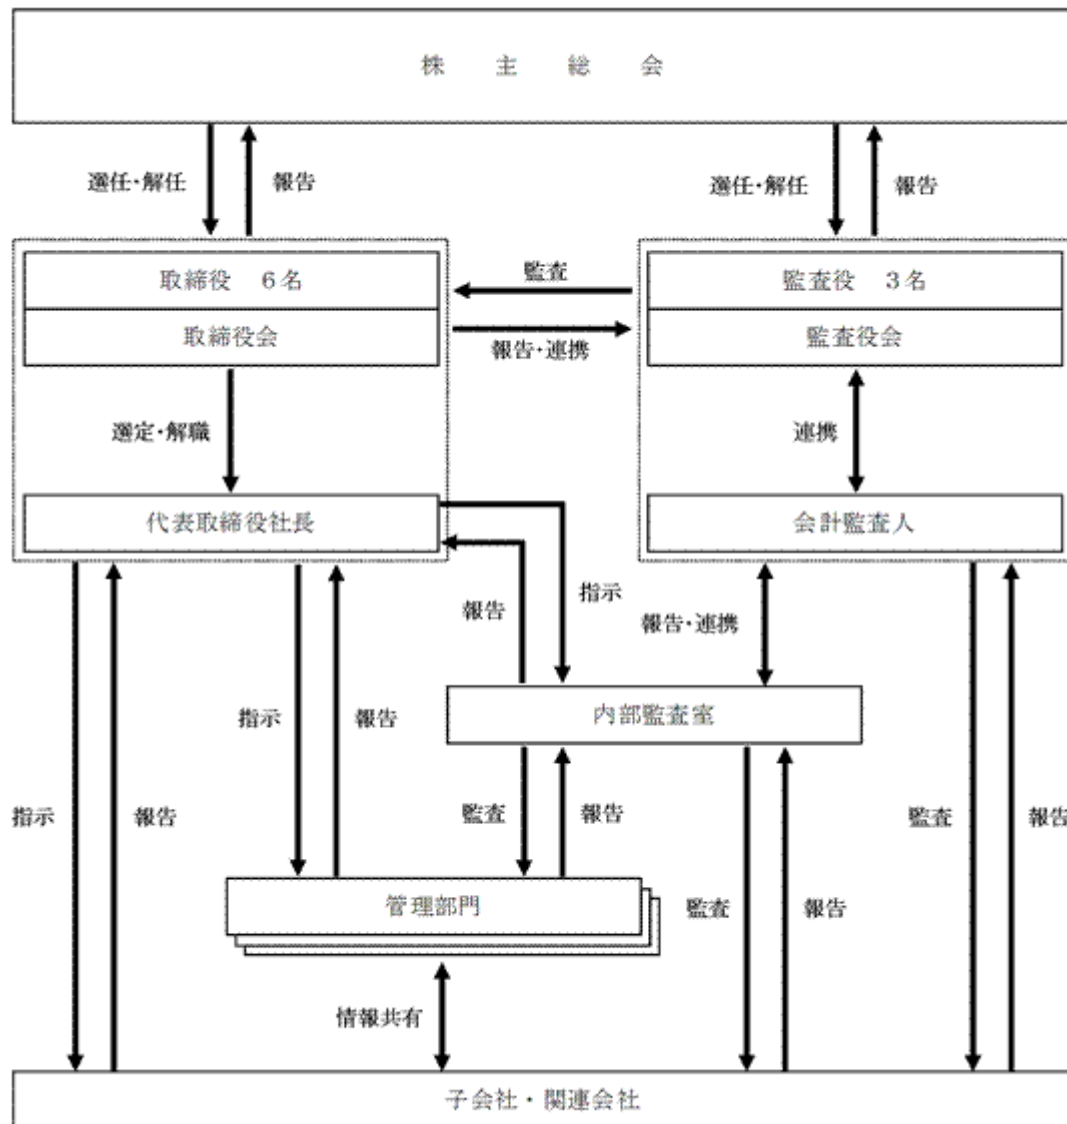 株 主 総 会
選任・解任
報告
選任・解任
報告
取締役 6名
監査
監査役 3名
取締役会
報告・連携
監査役会
選定・解職
連携
代表取締役社長
会計監査人
報告
指示
報告・連携
内部監査室
指示
報告
指示
報告
監査
報告
監査
報告
管理部門
監査
報告
情報共有
子会社・関連会社